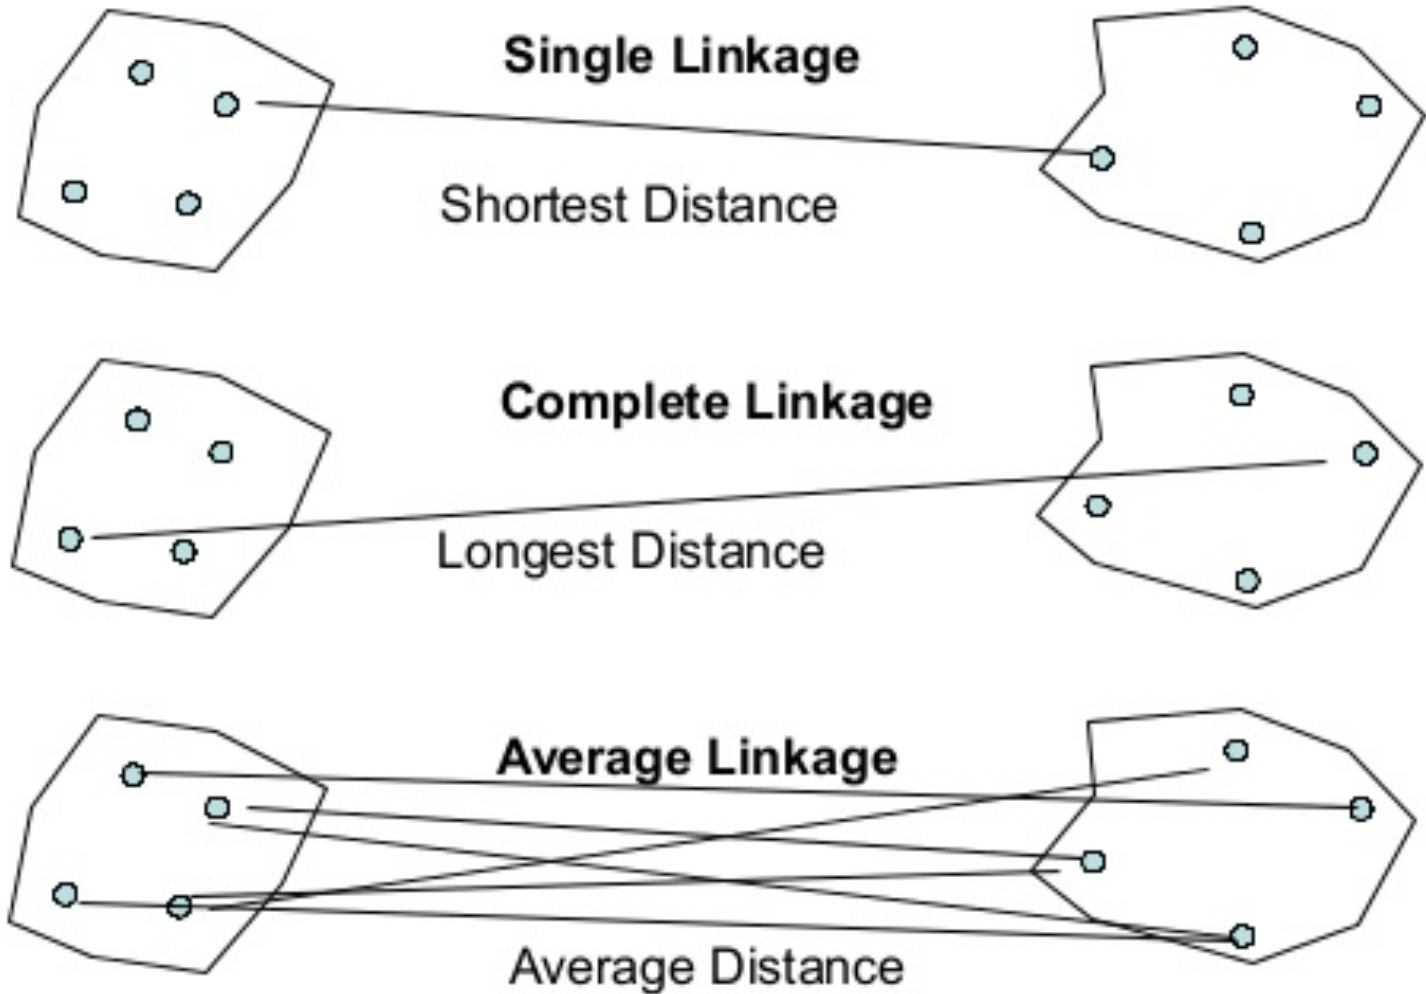 Single Linkage
Shortest Distance
Complete Linkage
Longest Distance
Average Linkage
Average Distance